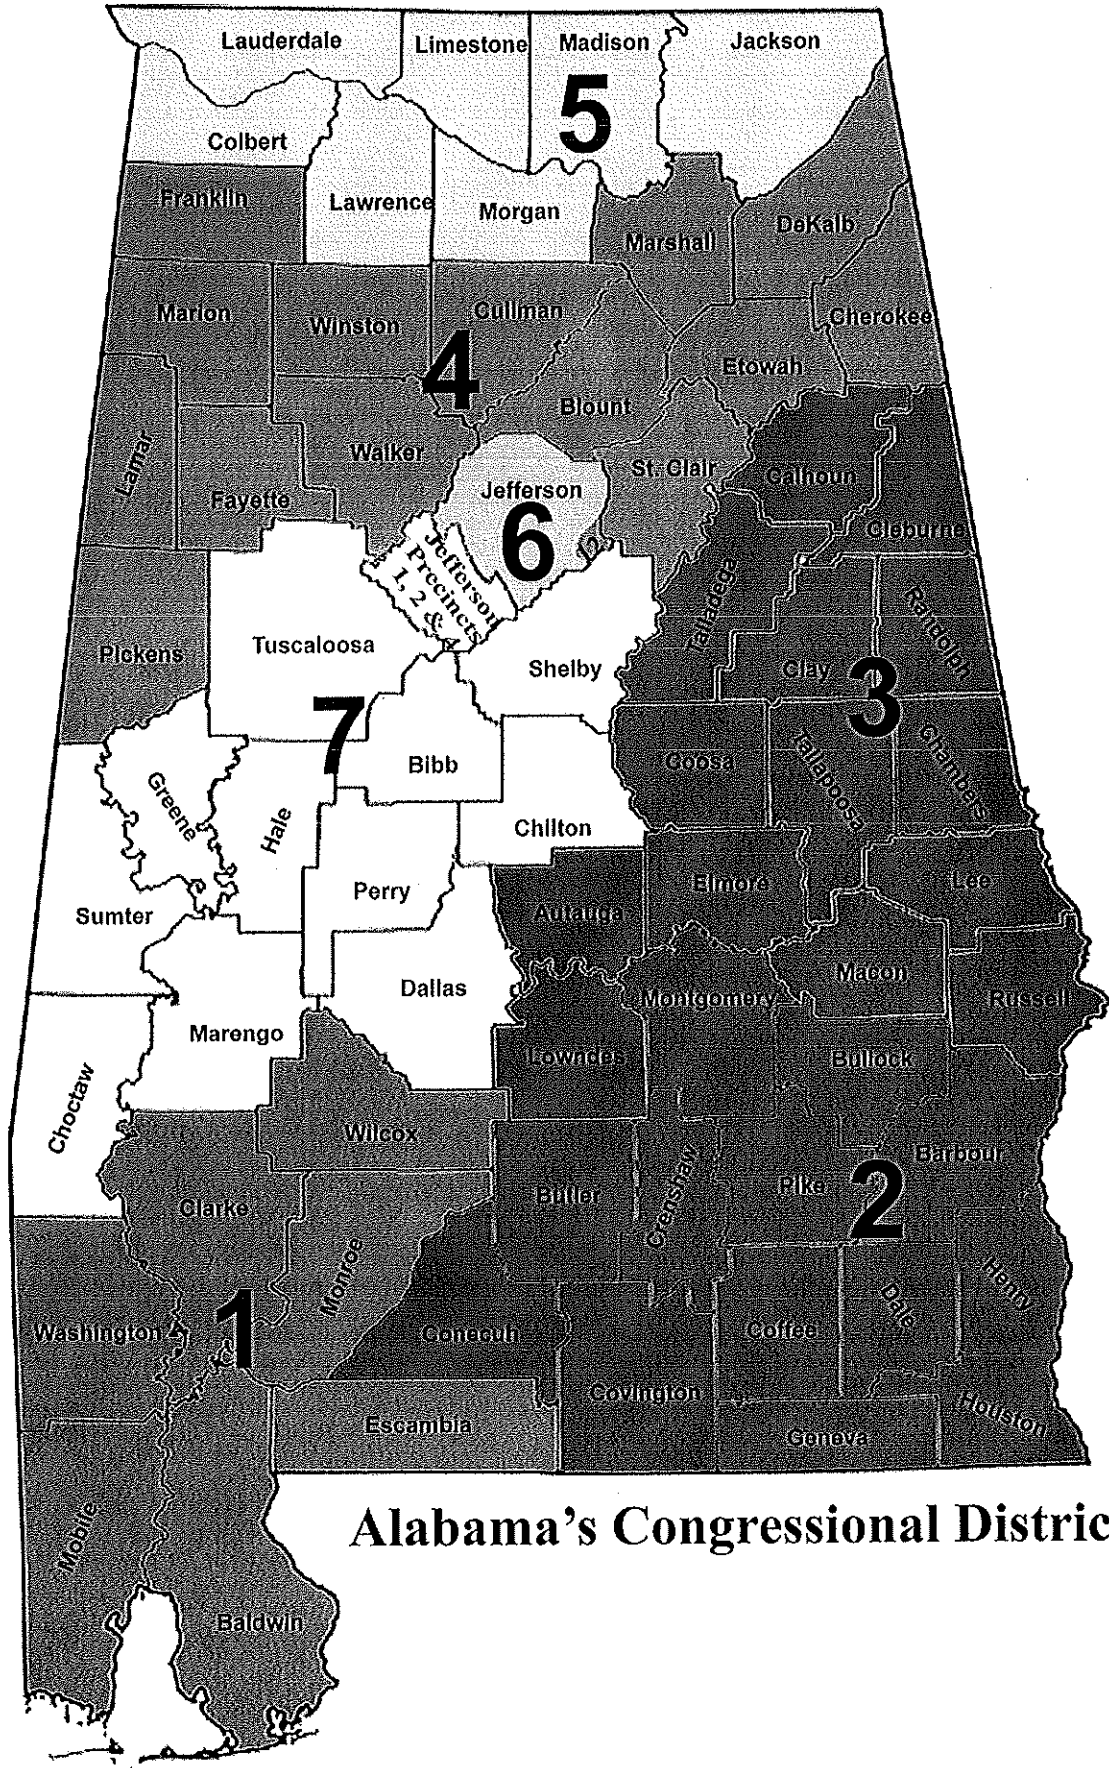 Lauderdale
Limestone
Madison
Jackson
5
Colbert
Franklin
Lawrence
Morgan
Marshall
DeKalb
Marion
Winston
Cullman
Cherokee
4
Etowah
Blount
Lamar
Walker
Fayette
Jefferson
St. Clair
Calhoun
6
Cleburne
Jefferson
Precincts
1, 2 & 4
12
Talladega
Randolph
Pickens
Tuscaloosa
Shelby
Clay
3
7
Bibb
Coosa
Tallapoosa
Chambers
Greene
Hale
Chilton
Perry
Elmore
Lee
Sumter
Autauga
Dallas
Macon
Montgomery
Russell
Marengo
Lowndes
Bullock
Choctaw
Wilcox
Barbour
Clarke
Butler
Crenshaw
Pike
2
Monroe
Henry
Washington
1
Conecuh
Coffee
Dale
Covington
Escambia
Houston
Geneva
Mobile
Alabama's Congressional Distric
Baldwin